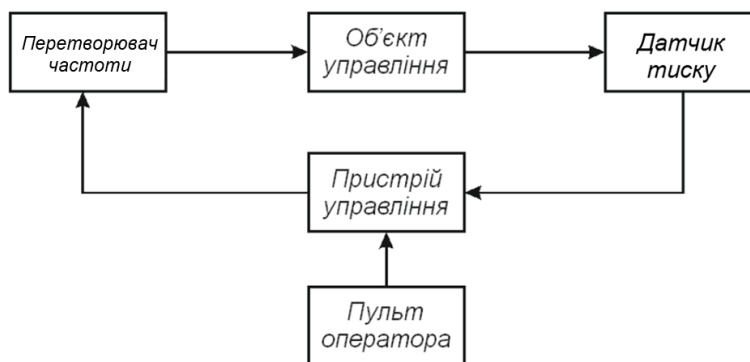 Перетворювач
частоти
Об'єкт
управління
Датчик
тиску
Пристрій
управління
Пульт
оператора